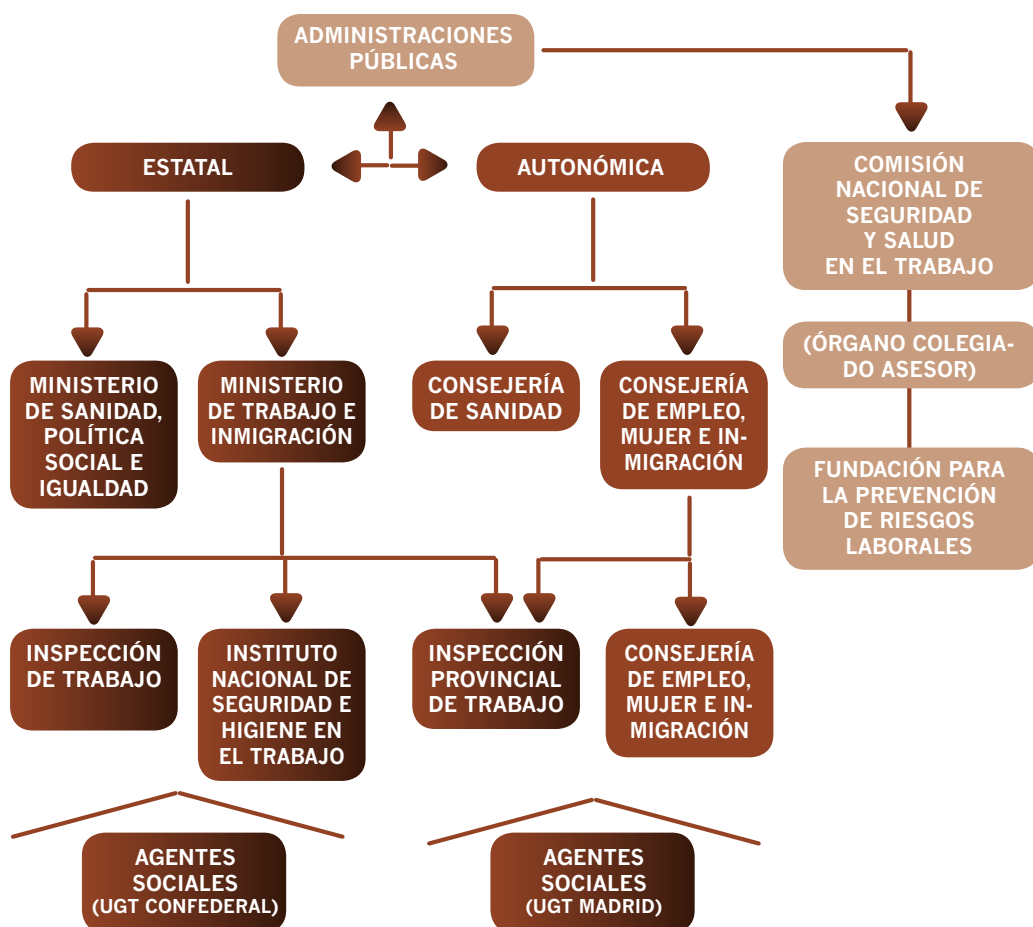 ADMINISTRACIONES
PÚBLICAS
ESTATAL
AUTONÓMICA
COMISIÓN
NACIONAL DE
SEGURIDAD
Y SALUD
EN EL TRABAJO
(ÓRGANO COLEGIA-
DO ASESOR)
FUNDACIÓN PARA
LA PREVENCIÓN
DE RIESGOS
LABORALES
MINISTERIO
DE SANIDAD,
POLÍTICA
SOCIAL E
IGUALDAD
MINISTERIO
DE TRABAJO E
INMIGRACIÓN
CONSEJERÍA
DE SANIDAD
CONSEJERÍA
DE EMPLEO,
MUJER E IN-
MIGRACIÓN
INSPECCIÓN
DE TRABAJO
INSTITUTO
NACIONAL DE
SEGURIDAD E
HIGIENE EN
EL TRABAJO
INSPECCIÓN
PROVINCIAL
DE TRABAJO
CONSEJERÍA
DE EMPLEO,
MUJER E IN-
MIGRACIÓN
AGENTES
SOCIALES
(UGT CONFEDERAL)
AGENTES
SOCIALES
(UGT MADRID)